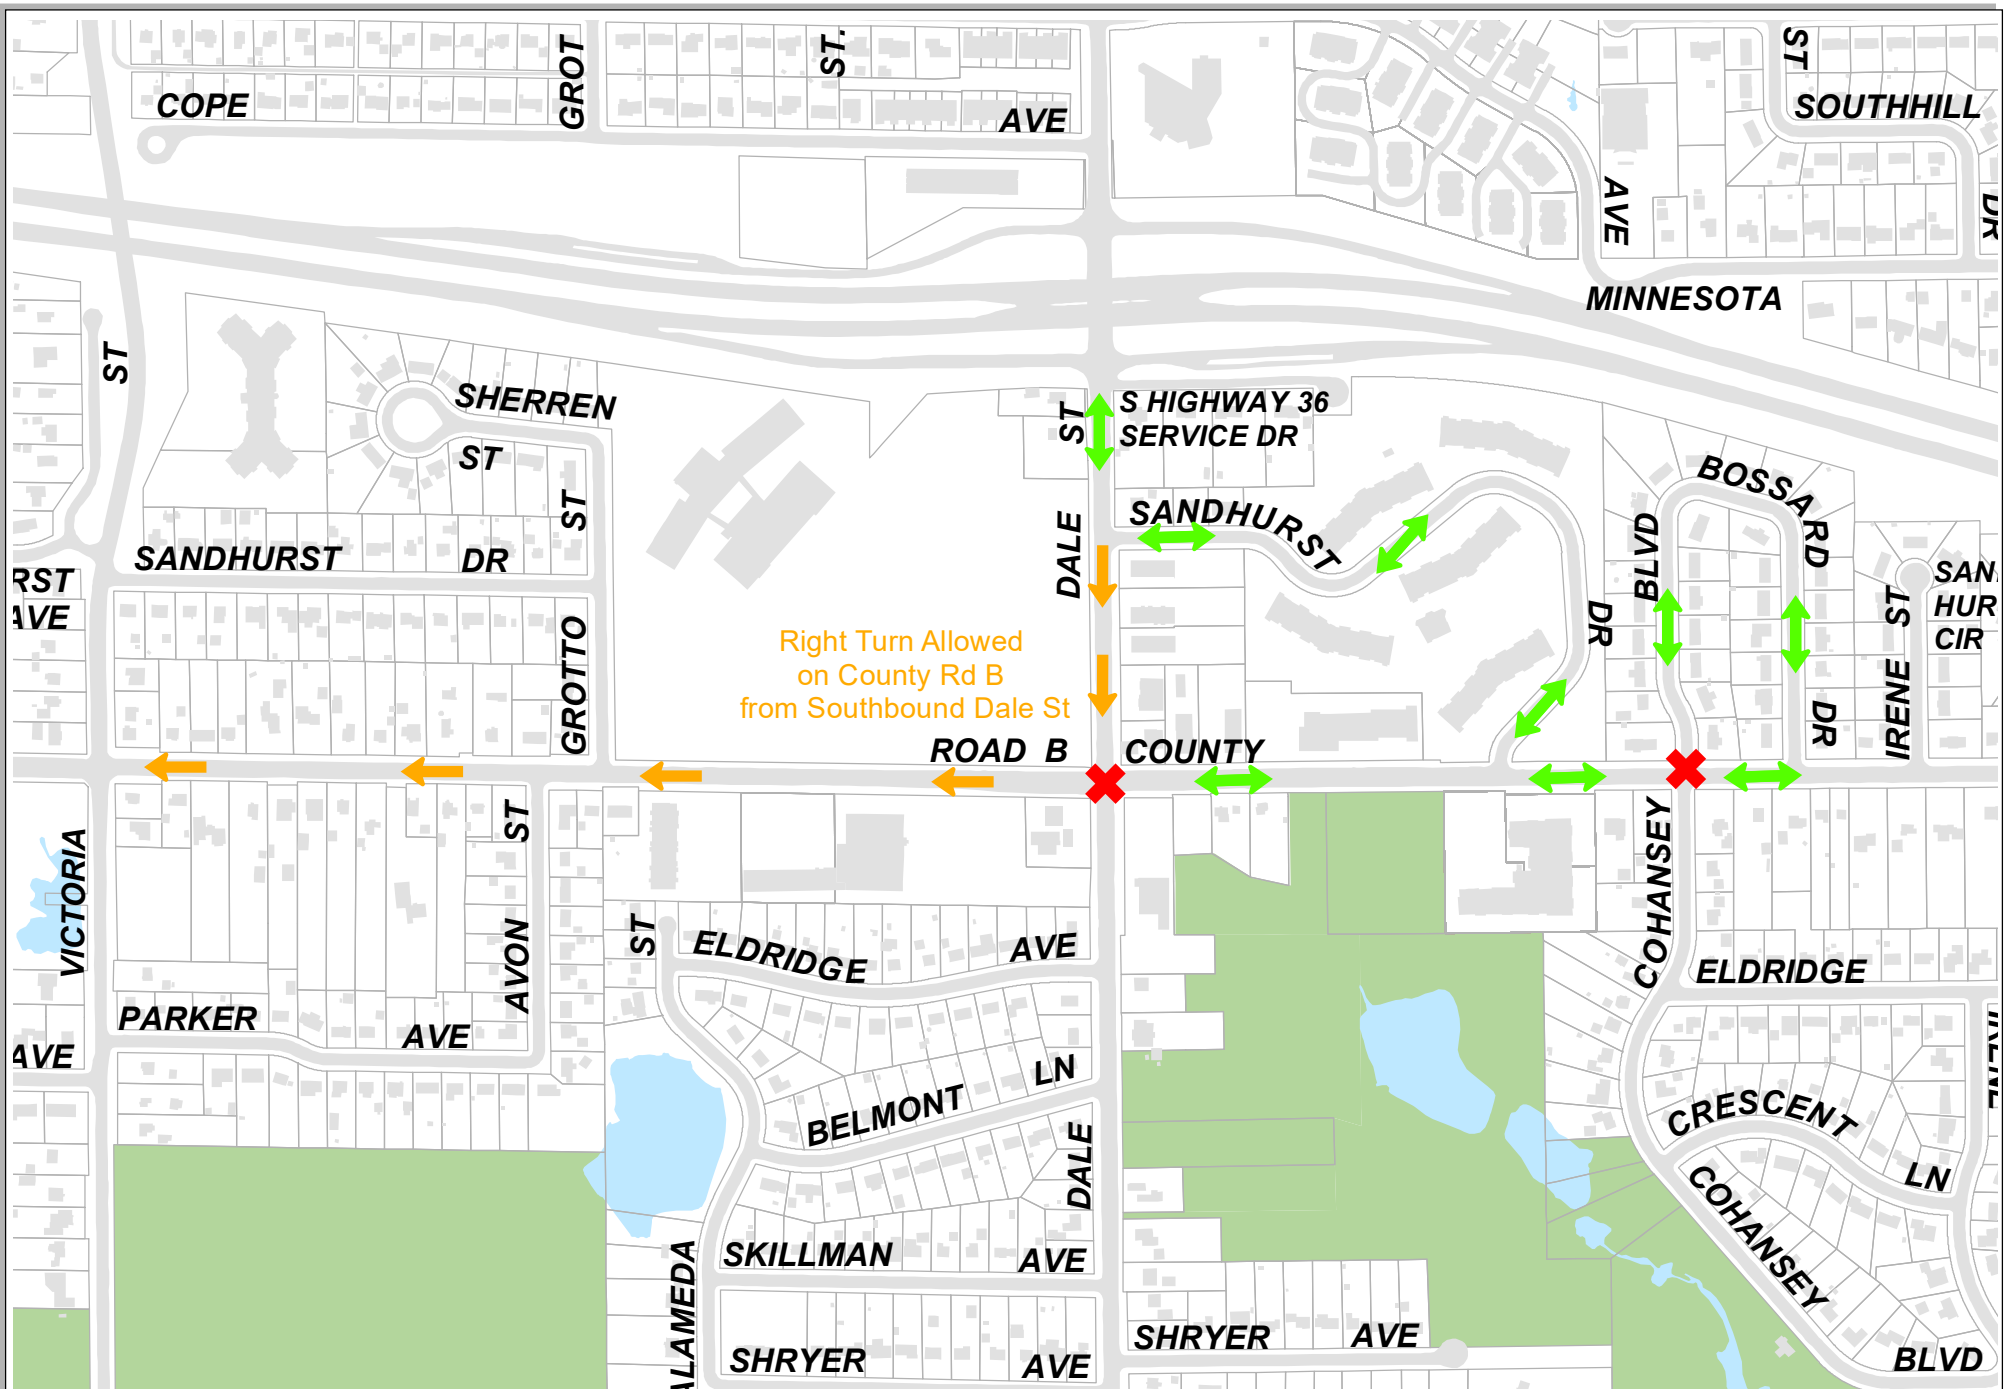 GROT
ST.
ST
COPE
AVE
SOUTHHILL
AVE
DR
MINNESOTA
ST
SHERREN
ST
S HIGHWAY 36
SERVICE DR
ST
SANDHURST
BOSSARD
SANDHURST
DR
ST
DALE
BLVD
RST
AVE
SAN
HUR
CIR
ST
DR
Right Turn Allowed
on County Rd B
from Southbound Dale St
GROTTO
IRENE
DR
ROAD B
COUNTY
ST
VICTORIA
COHANSEY
AVON
ST
ELDRIDGE
AVE
ELDRIDGE
PARKER
AVE
AVE
BELMONT
LN
CRESCENT
LN
DALE
COHANSEY
SKILLMAN
AVE
ALAMEDA
SHRYER
AVE
SHRYER
AVE
BLVD